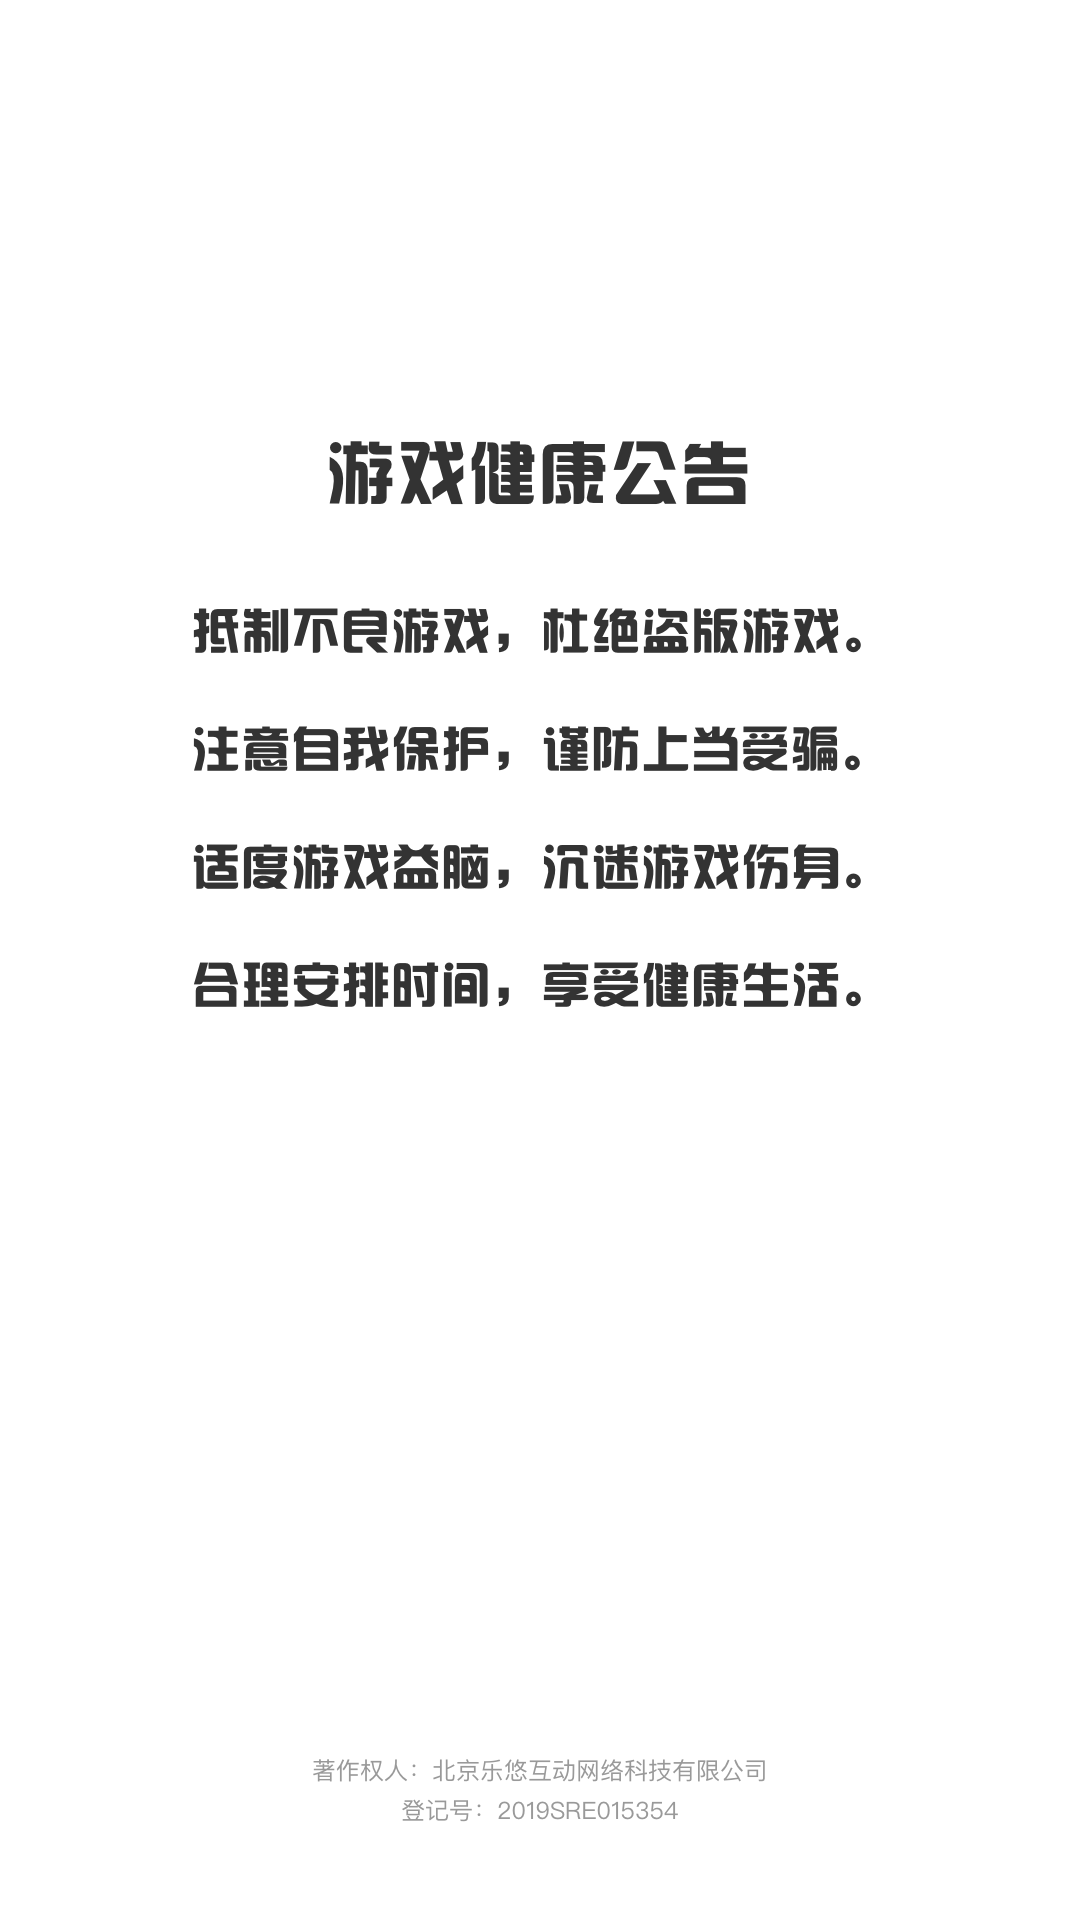 游戏健康公告
抵制不良游戏，杜绝盗版游戏。
注意自我保护，谨防上当受骗。
适度游戏益脑，沉迷游戏伤身。
合理安排时间，享受健康生活。
著作权人：北京乐悠互动网络科技有限公司
登记号：2019SRE015354